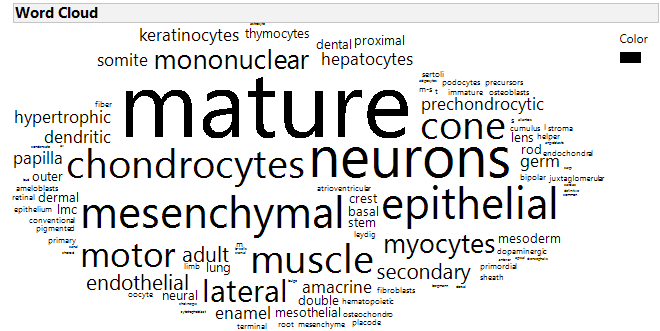 Word Cloud
Color
keratinocytes thymocytes
dental proximal
somite mononuclear hepatocytes
sertoli
podocytes precursors
m-s t immature osteoblasts
fiber mature prechondrocytic
hypertrophic cone
dendritic cumulus l stroma
lens helper
papilla chondrocytes neurons rod endochondral
germ
outer
bipolar juxtaglomerular
ameloblasts atrioventricular
retinal dermal crest epithelial
epithelium lmc mesenchymal basal
conventional stem
pigmented leydig
primary motor adult muscle myocytes mesoderm
dopaminergic
limb lung secondary primordial
endothelial sheath
oocyte neural lateral amacrine fibroblasts
double hematopoietic
enamel mesothelial osteochondro
terminal root mesenchyme placode